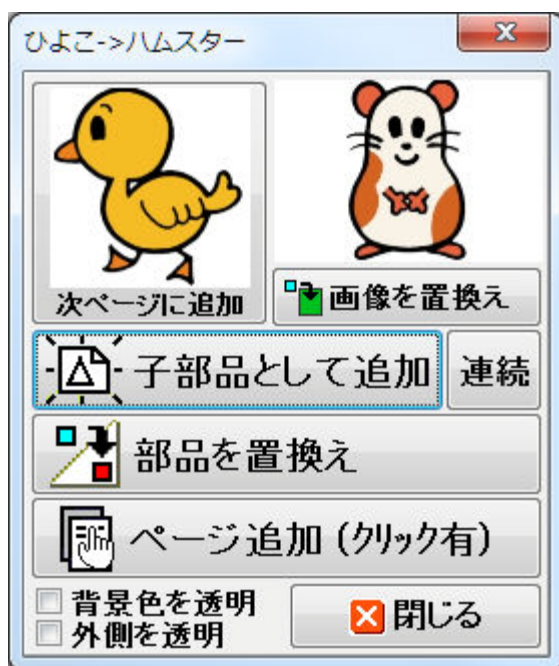 ひよこ->ハムスター
次ページに追加
画像を置換え
子部品として追加
連続
部品を置換え
ページ追加 (クリック有)
背景色を透明
外側を透明
閉じる